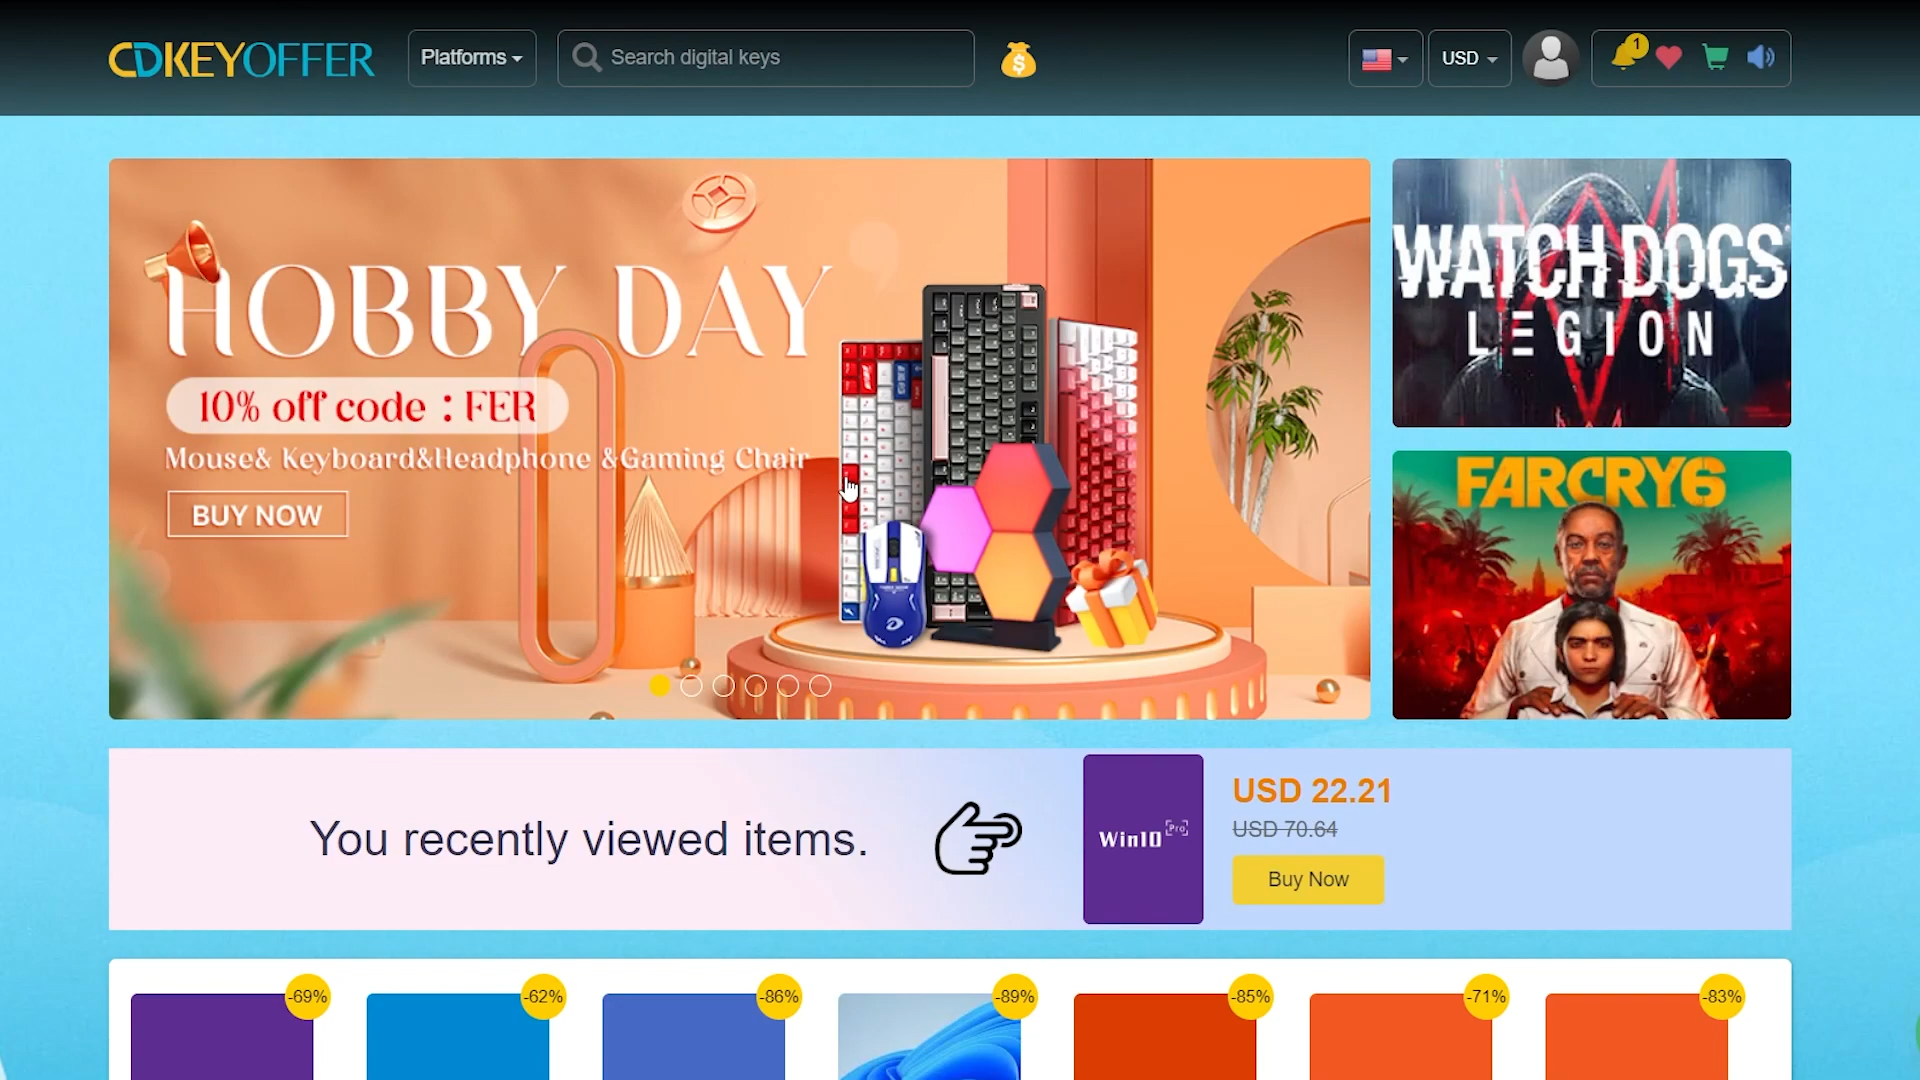 CDKEYOFFER
Platforms
Search digital keys
USD
1
HOBBY DAY
10% off code : FER
Mouse& Keyboard&Headphone &Gaming Chair
BUY NOW
WATCH DOGS
LEGION
FARCRY6
You recently viewed items.
Win10 [Pro]
USD 22.21
USD 70.64
Buy Now
-69%
-62%
-86%
-89%
-85%
-71%
-83%